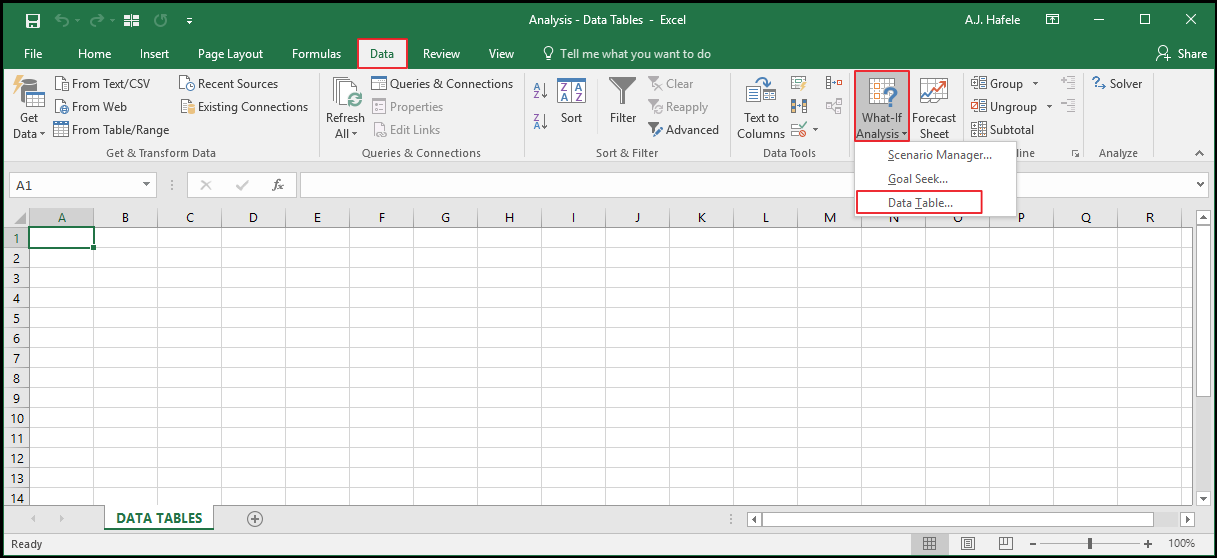 Analysis - Data Tables - Excel
A.J. Hafele
File Home Insert Page Layout Formulas Data Review View Tell me what you want to do Share
Get Data
From Text/CSV
From Web
From Table/Range
Recent Sources
Existing Connections
Get & Transform Data
Refresh All
Queries & Connections
Properties
Edit Links
Queries & Connections
A Z
Z A
Z A A Z
Sort
Filter
Clear
Reapply
Advanced
Sort & Filter
Text to Columns
Data Tools
What-If Analysis
Forecast Sheet
Group
Ungroup
Subtotal
line
Solver
Analyze
Scenario Manager...
Goal Seek...
Data Table...
A1
fx
A B C D E F G H I J K L M N O P Q R
1
2
3
4
5
6
7
8
9
10
11
12
13
14
DATA TABLES
Ready
100%